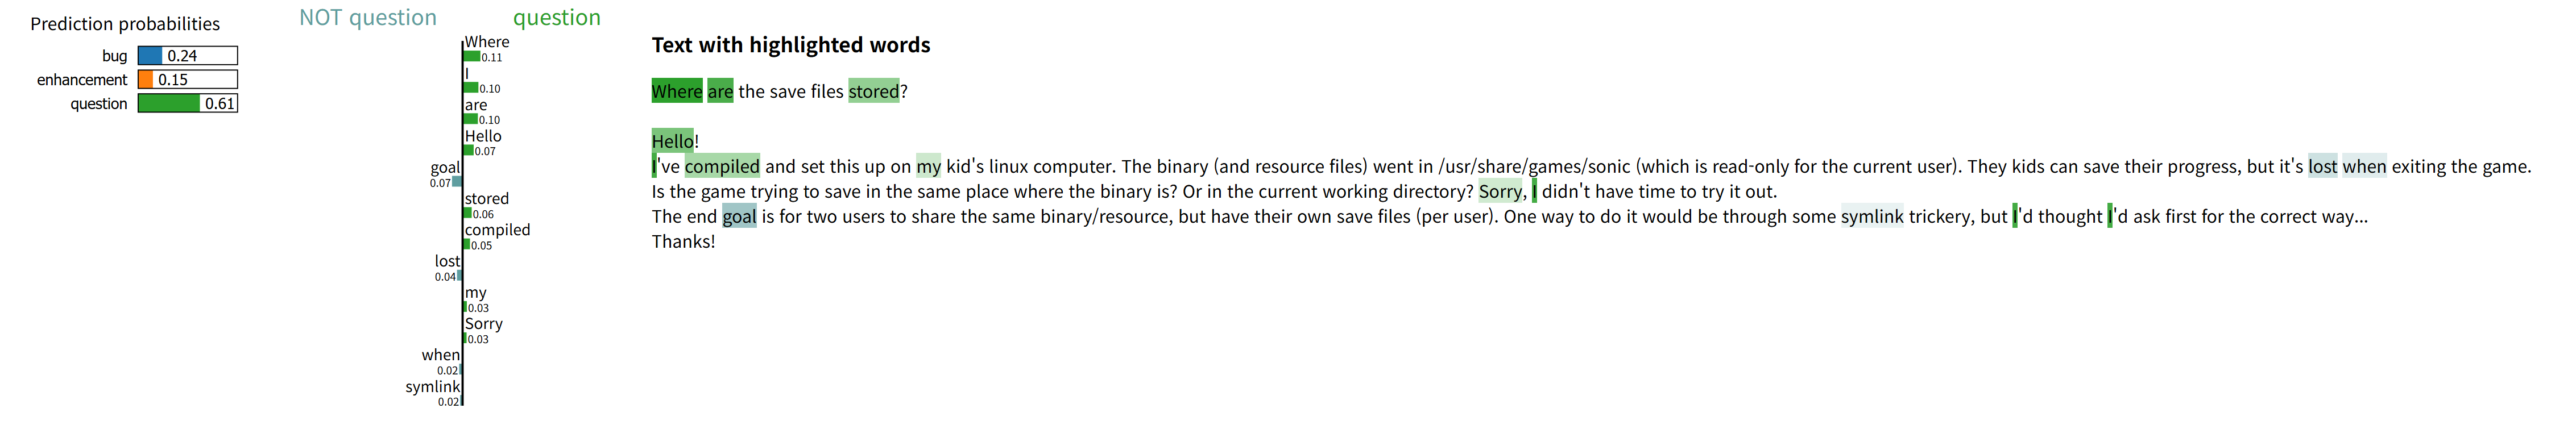 Prediction probabilities
bug 0.24
enhancement 0.15
question 0.61
NOT question question
Where
0.11
I
0.10
are
0.10
Hello
0.07
goal
0.07
stored
0.06
compiled
0.05
lost
0.04
my
0.03
Sorry
0.03
when
0.02
symlink
0.02
Text with highlighted words
Where are the save files stored?
Hello!
I've compiled and set this up on my kid's linux computer. The binary (and resource files) went in /usr/share/games/sonic (which is read-only for the current user). They kids can save their progress, but it's lost when exiting the game.
Is the game trying to save in the same place where the binary is? Or in the current working directory? Sorry, I didn't have time to try it out.
The end goal is for two users to share the same binary/resource, but have their own save files (per user). One way to do it would be through some symlink trickery, but I'd thought I'd ask first for the correct way...
Thanks!